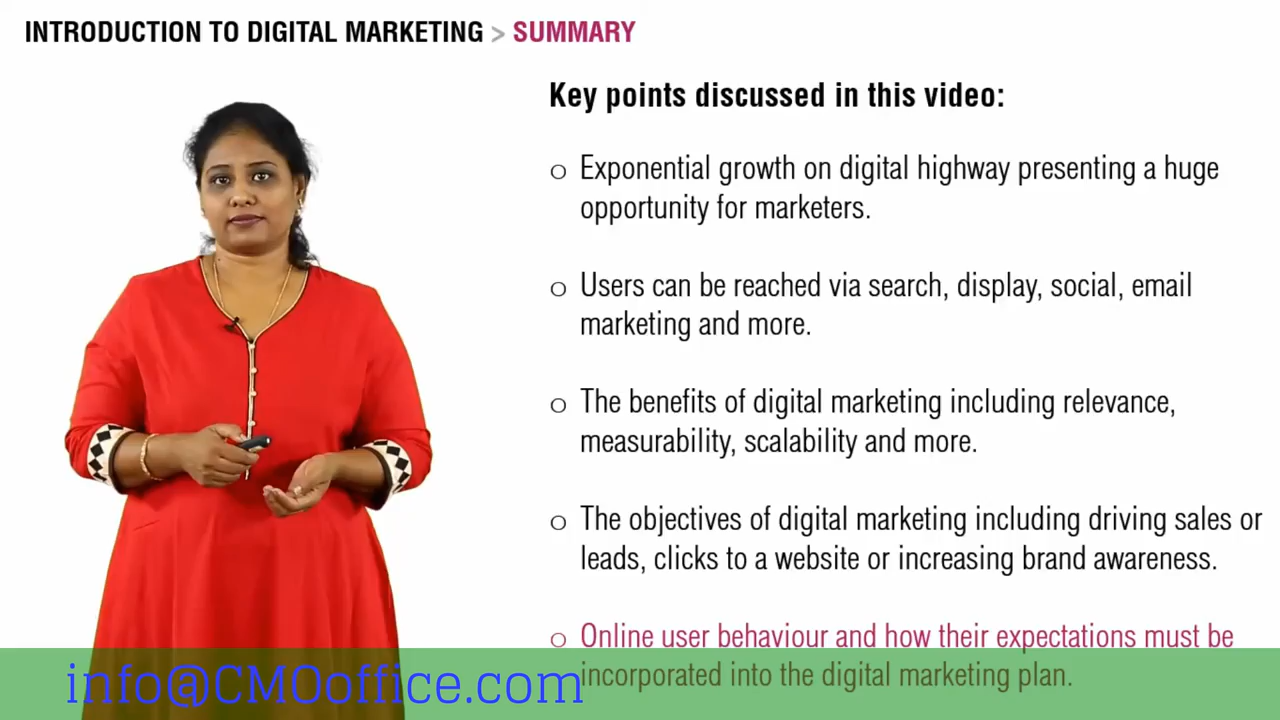 INTRODUCTION TO DIGITAL MARKETING > SUMMARY
Key points discussed in this video:
o Exponential growth on digital highway presenting a huge
opportunity for marketers.
o Users can be reached via search, display, social, email
marketing and more.
o The benefits of digital marketing including relevance,
measurability, scalability and more.
o The objectives of digital marketing including driving sales or
leads, clicks to a website or increasing brand awareness.
o Online user behaviour and how their expectations must be
incorporated into the digital marketing plan.
info@CMOoffice.com